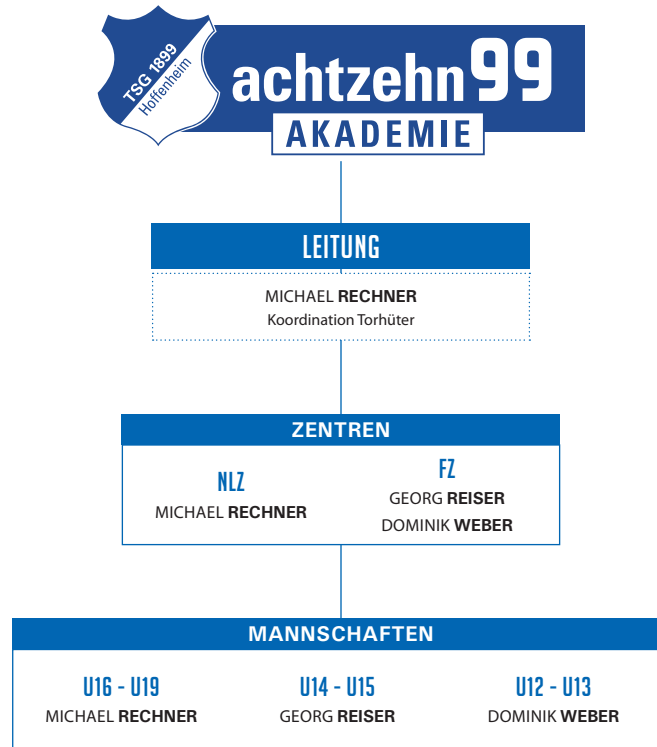 TSG 1899
Hoffenheim
achtzehn99
AKADEMIE
LEITUNG
MICHAEL RECHNER
Koordination Torhüter
ZENTREN
NLZ
MICHAEL RECHNER
FZ
GEORG REISER
DOMINIK WEBER
MANNSCHAFTEN
U16 - U19
MICHAEL RECHNER
U14 - U15
GEORG REISER
U12 - U13
DOMINIK WEBER